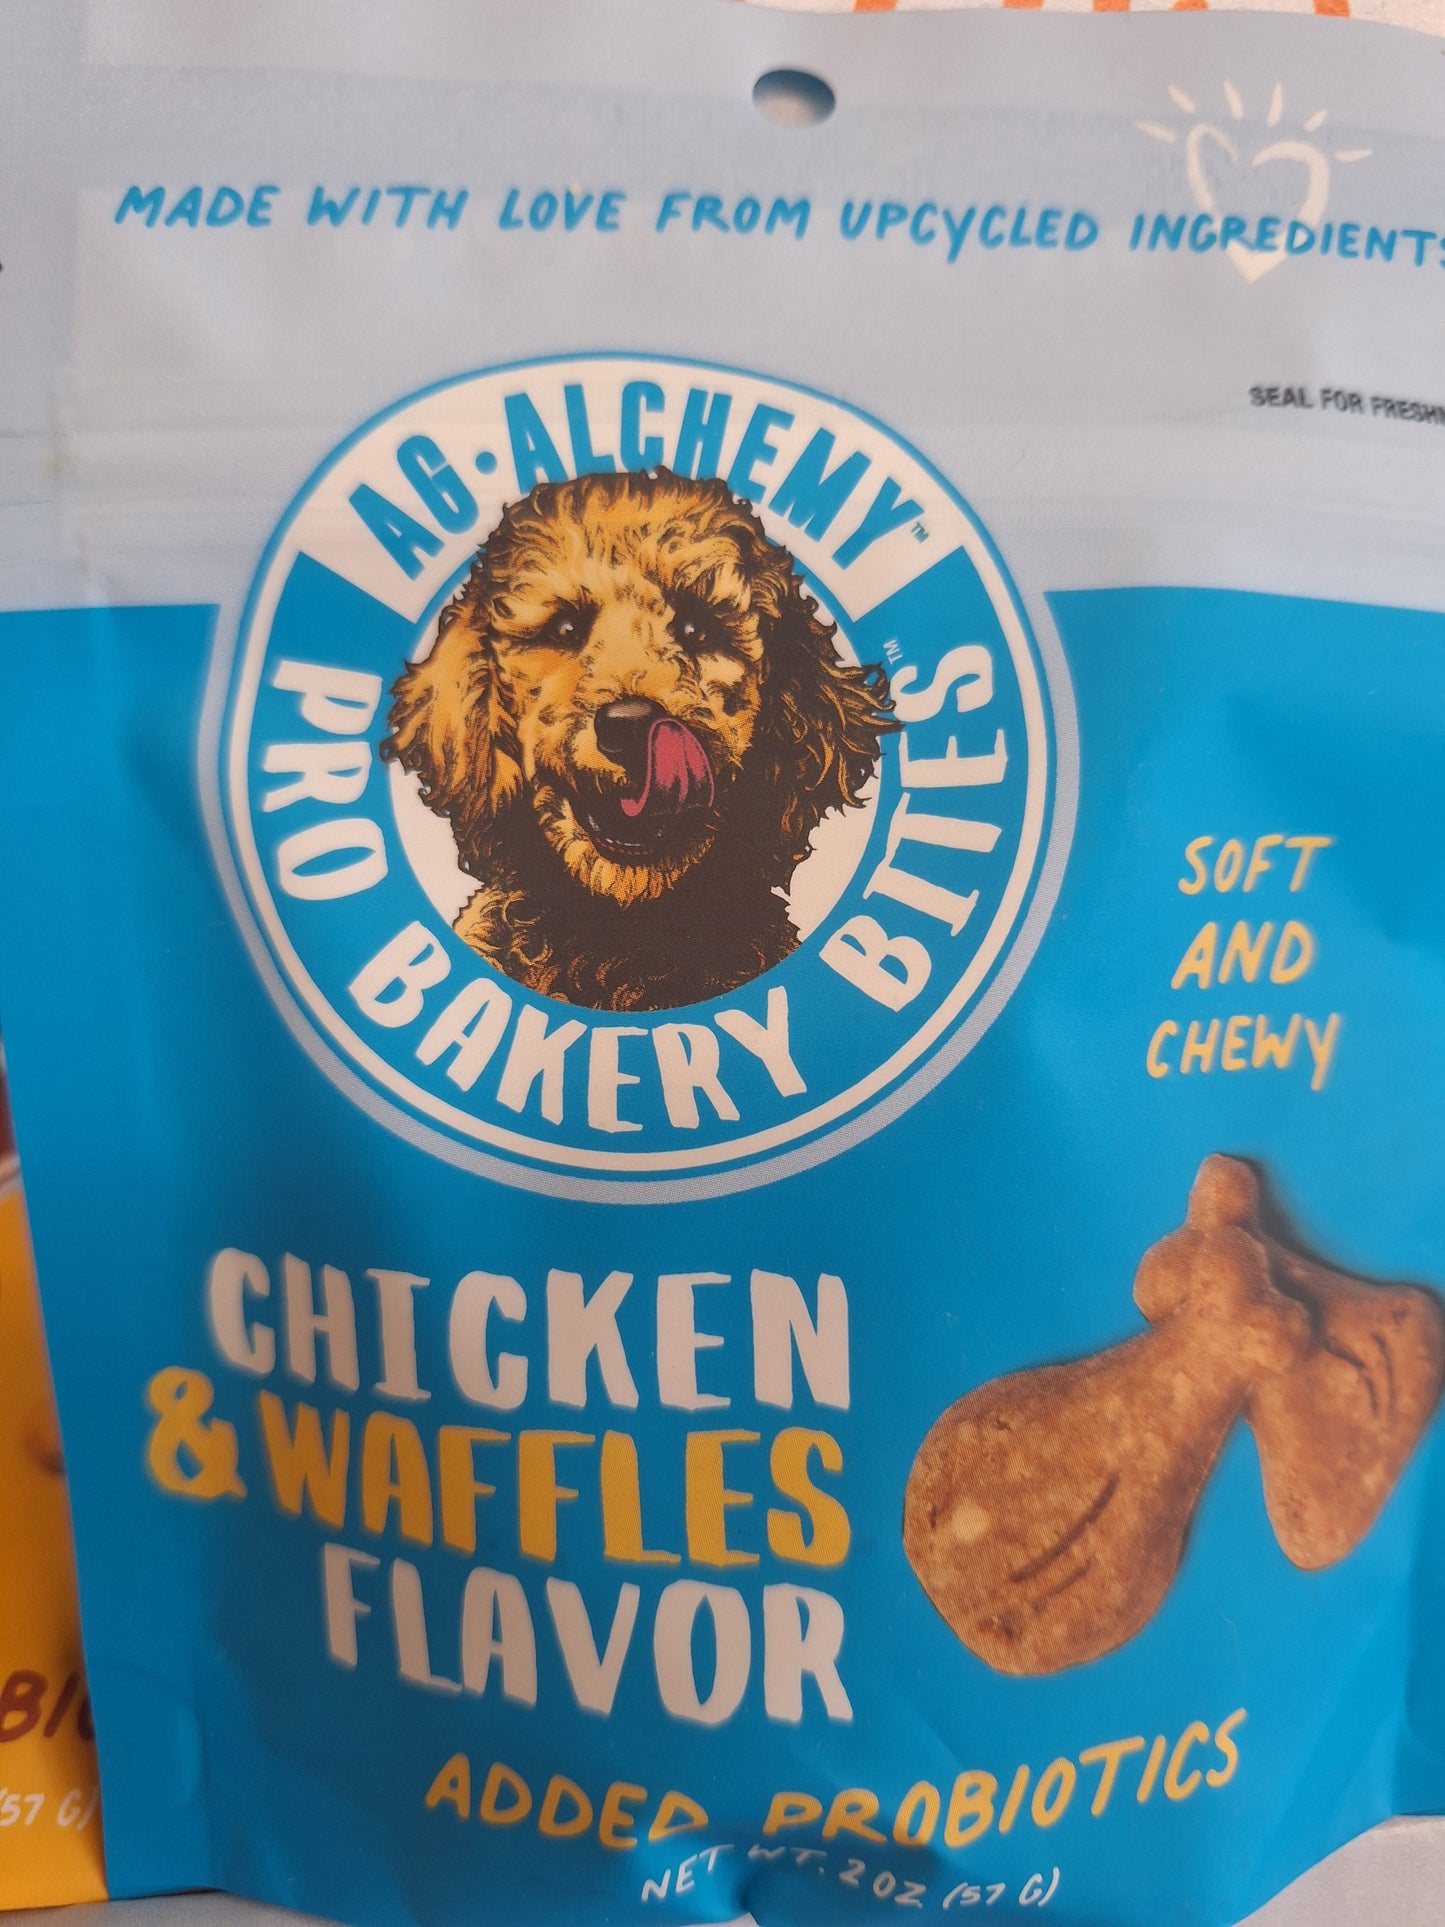 MADE WITH LOVE FROM UPCYCLED INGREDIENTS
SEAL FOR
AG·ALCHEMY™
PRO BAKERY BITES™
SOFT
AND
CHEWY
CHICKEN
& WAFFLES
FLAVOR
ADDED PROBIOTICS
NET WT. 2 OZ (57 G)
(57 G)